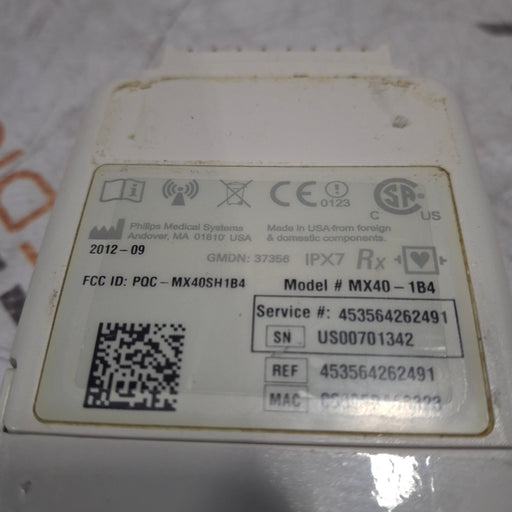 CE 0123
CSA
C US
Philips Medical Systems
Andover, MA 01810' USA
Made in USA from foreign
& domestic components.
2012-09
GMDN: 37356 IPX7 Rx
FCC ID: PQC-MX40SH1B4
Model # MX40-1B4
Service #: 453564262491
SN US00701342
REF 453564262491
MAC